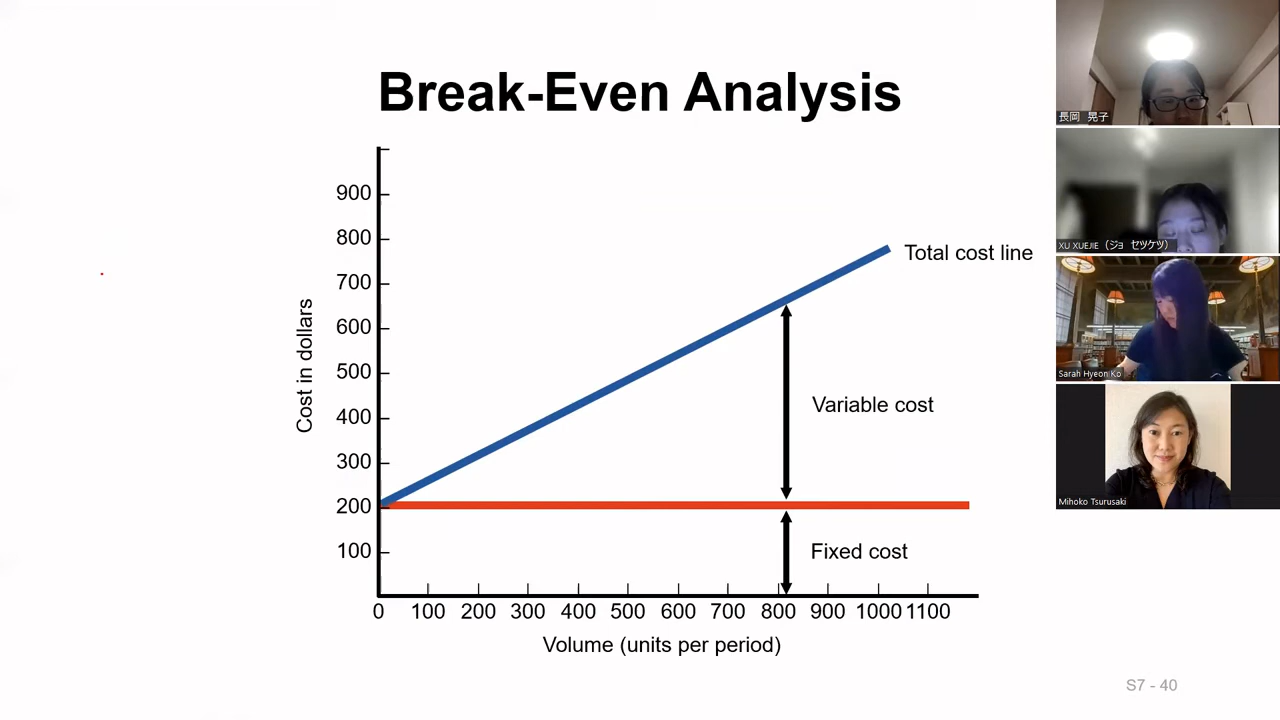 Break-Even Analysis
900
800
700
600
500
400
300
200
100
Cost in dollars
Total cost line
Variable cost
Fixed cost
0 100 200 300 400 500 600 700 800 900 1000 1100
Volume (units per period)
S7 - 40
長岡 晃子
XU XUEJIE (ジョ セツケツ)
Sarah Hyeon Ko
Mihoko Tsurusaki